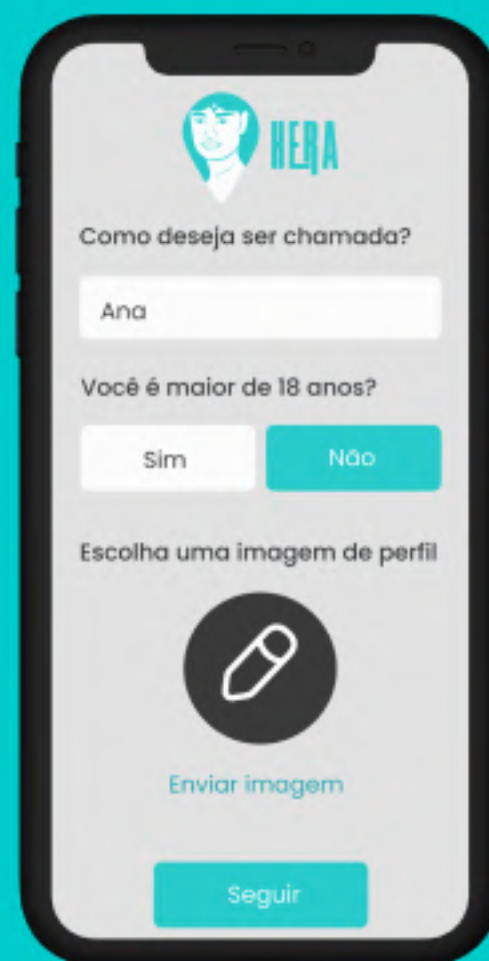 HERA
Como deseja ser chamada?
Ana
Você é maior de 18 anos?
Sim Não
Escolha uma imagem de perfil
Enviar imagem
Seguir